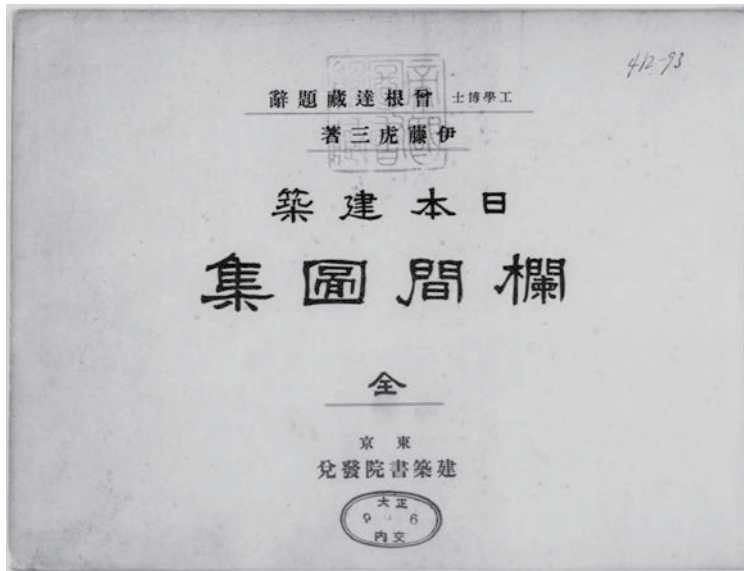 412-93
工學博士 曾根達藏題辭
伊藤虎三著
日本建築
欄間圖集
全
東京
建築書院發兌
大正
9 6
內交